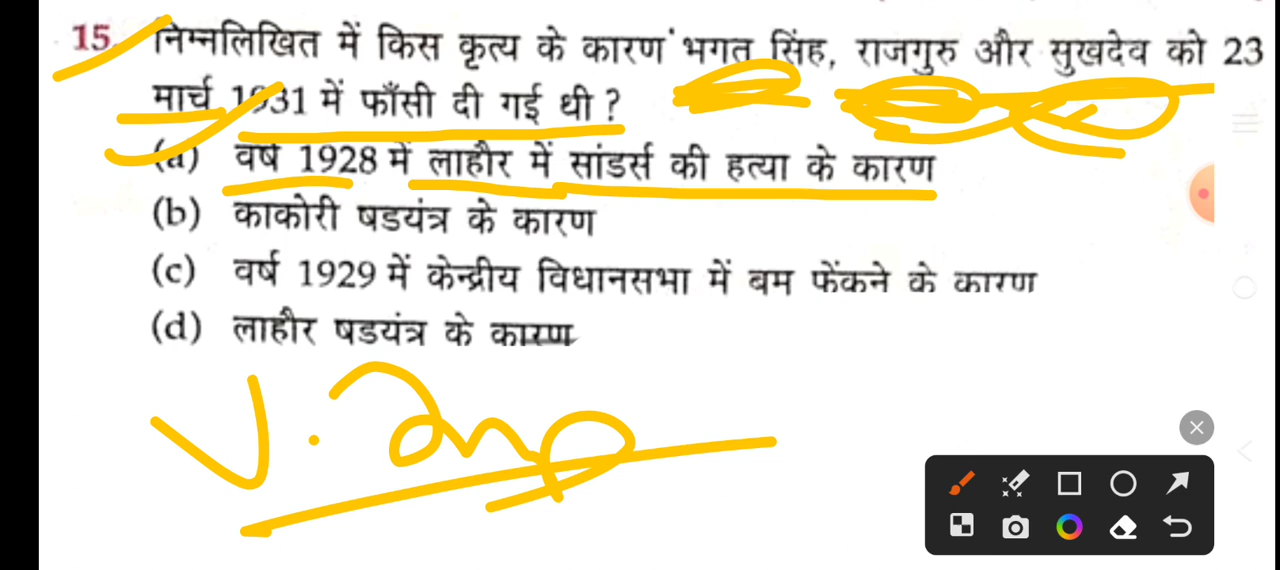 15. निम्नलिखित में किस कृत्य के कारण भगत सिंह, राजगुरु और सुखदेव को 23
मार्च 1931 में फाँसी दी गई थी ?
(a) वर्ष 1928 में लाहौर में सांडर्स की हत्या के कारण
(b) काकोरी षडयंत्र के कारण
(c) वर्ष 1929 में केन्द्रीय विधानसभा में बम फेंकने के कारण
(d) लाहौर षडयंत्र के कारण
V. Imp